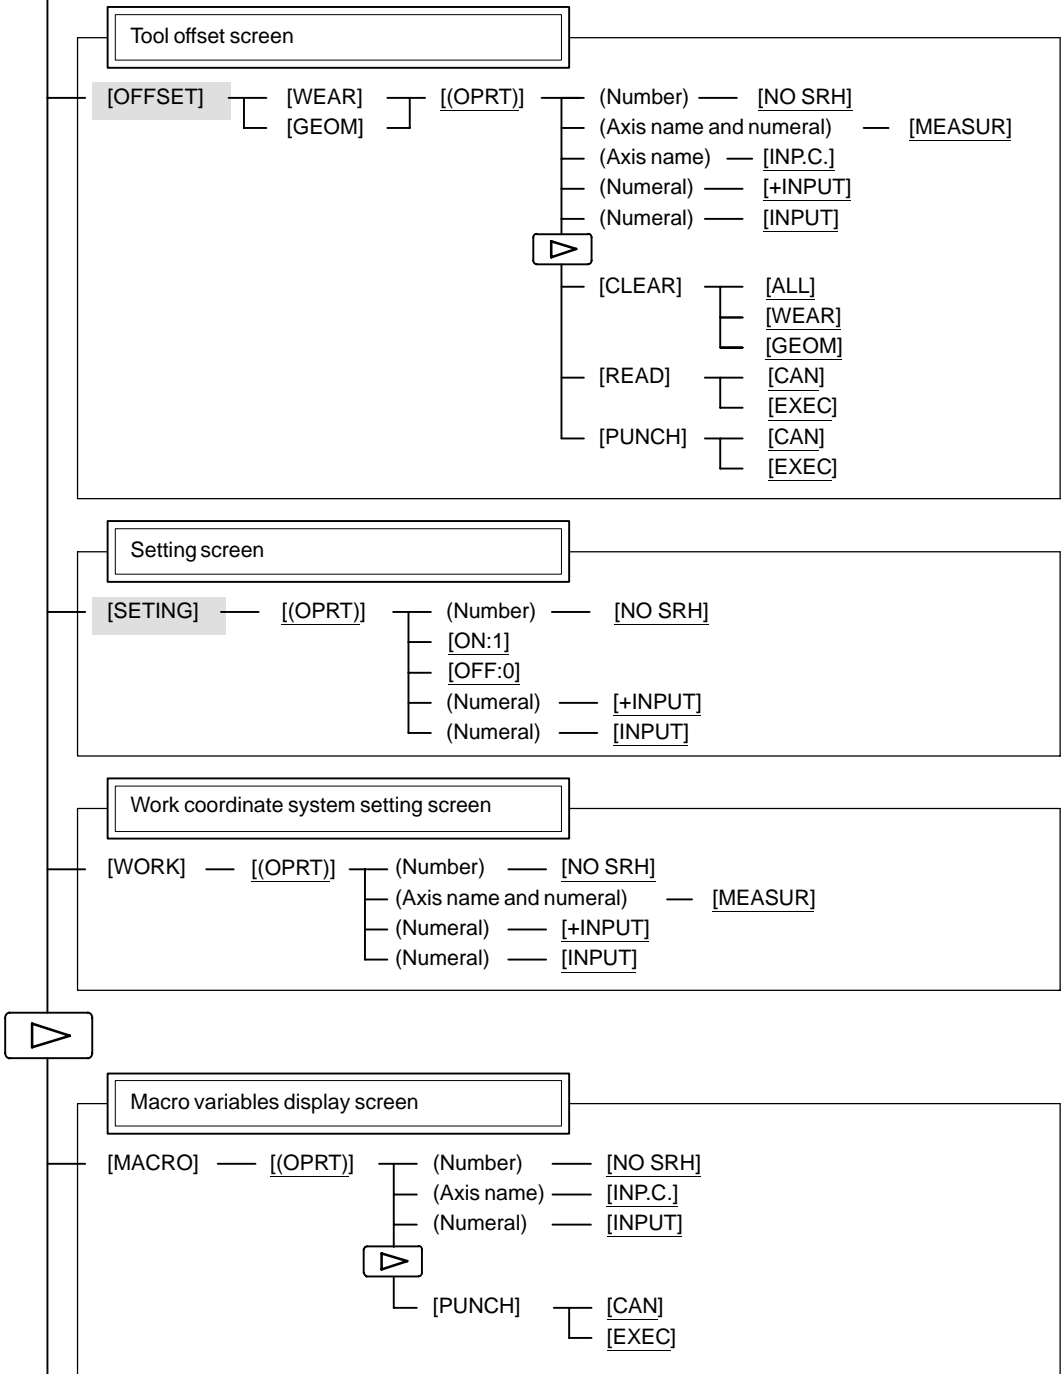 Tool offset screen
[OFFSET] [WEAR] [(OPRT)] (Number) [NO SRH]
[GEOM] (Axis name and numeral) [MEASUR]
(Axis name) [INP.C.]
(Numeral) [+INPUT]
(Numeral) [INPUT]
[CLEAR] [ALL]
[WEAR]
[GEOM]
[READ] [CAN]
[EXEC]
[PUNCH] [CAN]
[EXEC]
Setting screen
[SETING] [(OPRT)] (Number) [NO SRH]
[ON:1]
[OFF:0]
(Numeral) [+INPUT]
(Numeral) [INPUT]
Work coordinate system setting screen
[WORK] [(OPRT)] (Number) [NO SRH]
(Axis name and numeral) [MEASUR]
(Numeral) [+INPUT]
(Numeral) [INPUT]
Macro variables display screen
[MACRO] [(OPRT)] (Number) [NO SRH]
(Axis name) [INP.C.]
(Numeral) [INPUT]
[PUNCH] [CAN]
[EXEC]